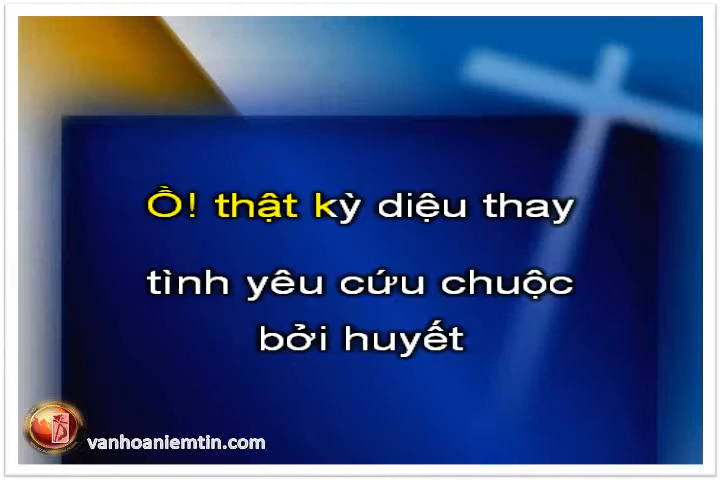 Ồ! thật kỳ diệu thay
tình yêu cứu chuộc
bởi huyết
vanhoaniemtin.com